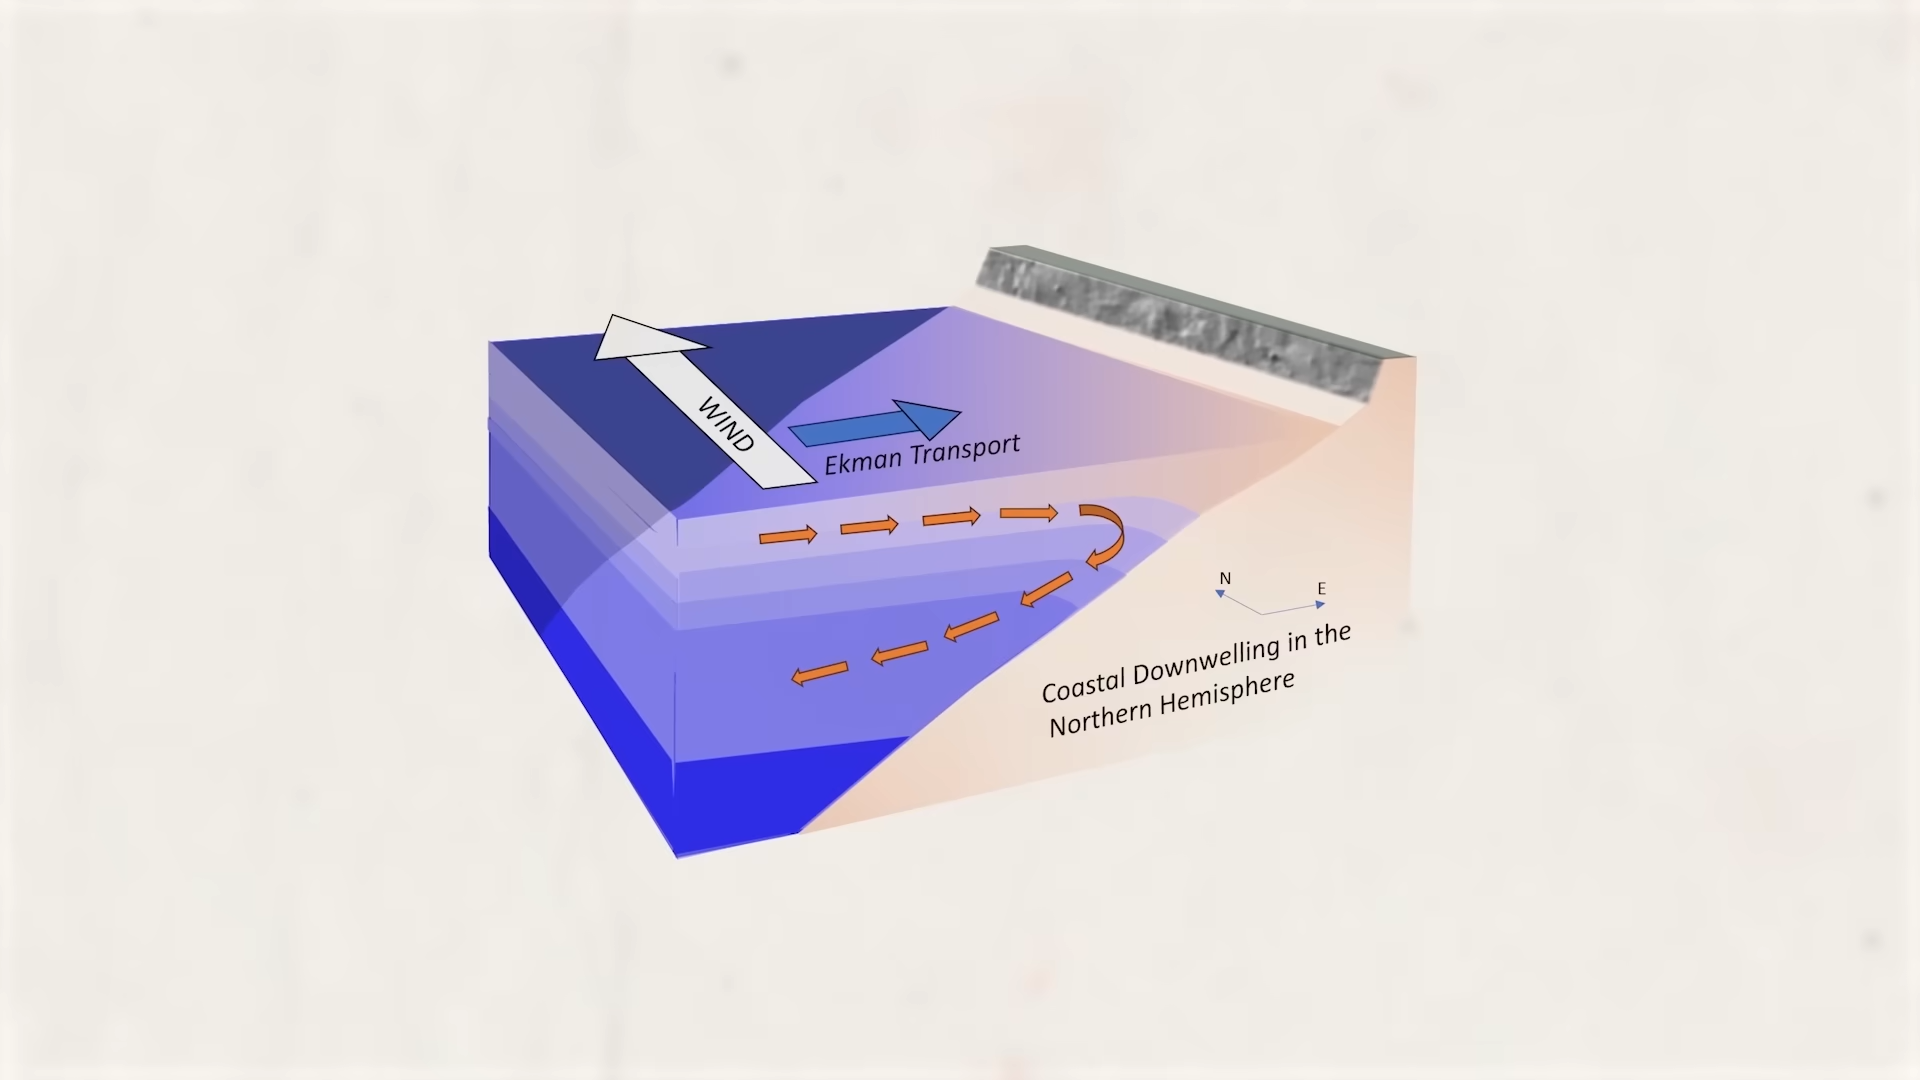 WIND
Ekman Transport
N
E
Coastal Downwelling in the
Northern Hemisphere